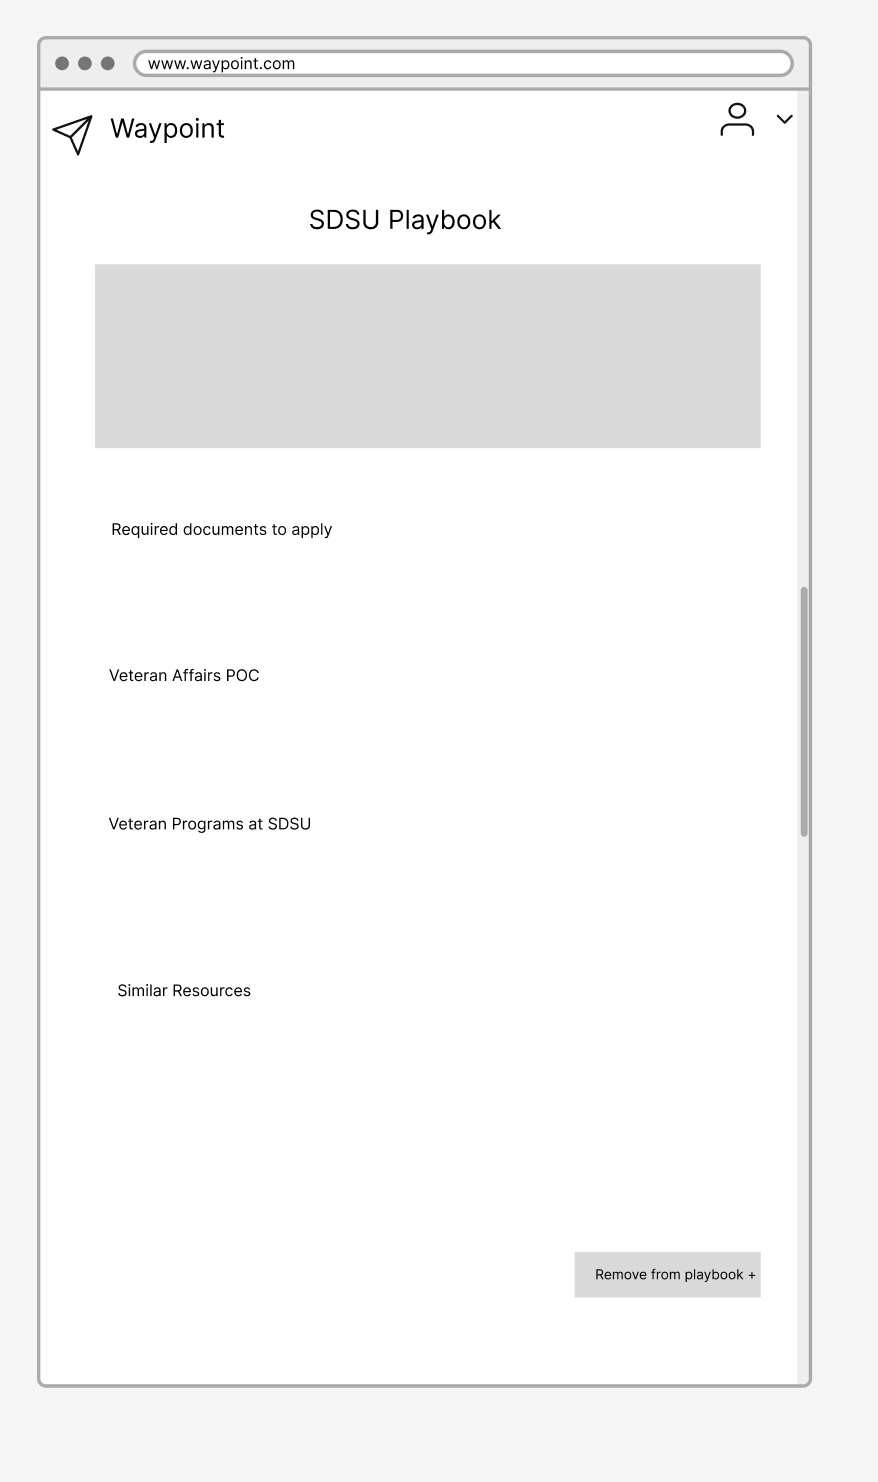 www.waypoint.com
Waypoint
SDSU Playbook
Required documents to apply
Veteran Affairs POC
Veteran Programs at SDSU
Similar Resources
Remove from playbook +